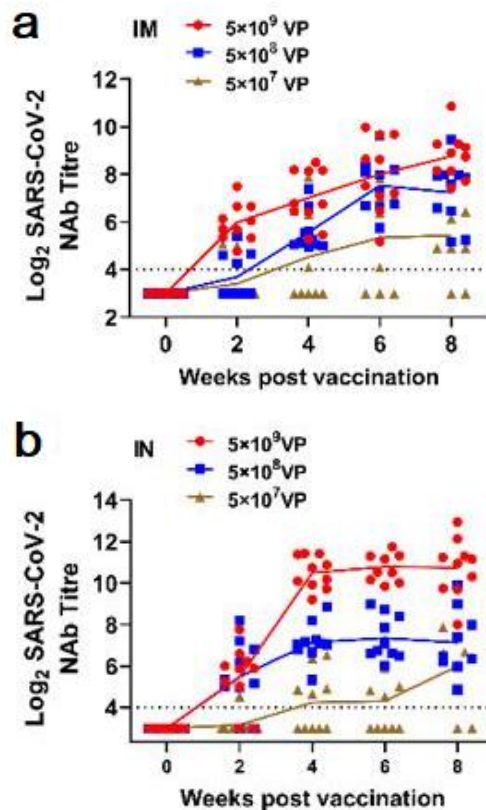 a
IM
5×10⁹ VP
5×10⁸ VP
5×10⁷ VP
Log₂ SARS-CoV-2
NAb Titre
12
10
8
6
4
2
0 2 4 6 8
Weeks post vaccination
b
IN
5×10⁹VP
5×10⁸VP
5×10⁷VP
Log₂ SARS-CoV-2
NAb Titre
14
12
10
8
6
4
0 2 4 6 8
Weeks post vaccination